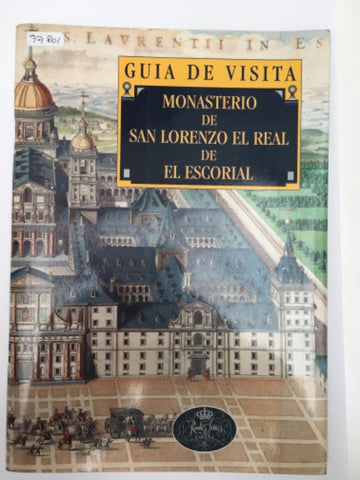 37801
S. LAVRENTII IN ES
GUIA DE VISITA
MONASTERIO
DE
SAN LORENZO EL REAL
DE
EL ESCORIAL